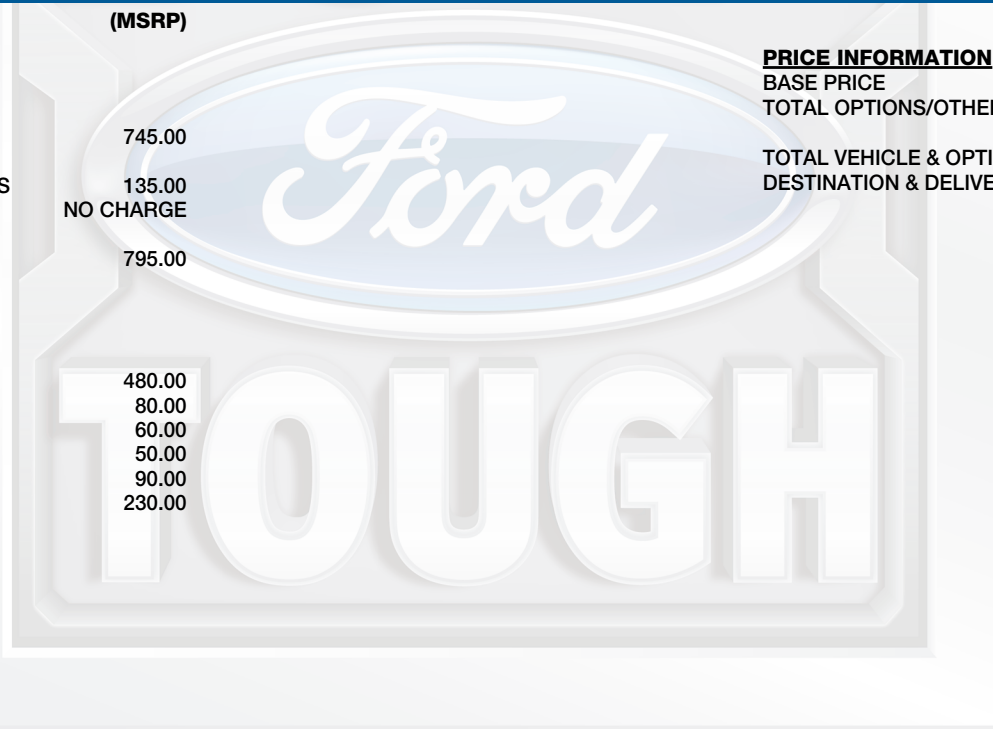 (MSRP)
745.00
S 135.00
NO CHARGE
795.00
480.00
80.00
60.00
50.00
90.00
230.00
PRICE INFORMATION
BASE PRICE
TOTAL OPTIONS/OTHER
TOTAL VEHICLE & OPTI
DESTINATION & DELIVE
Ford
TOUGH